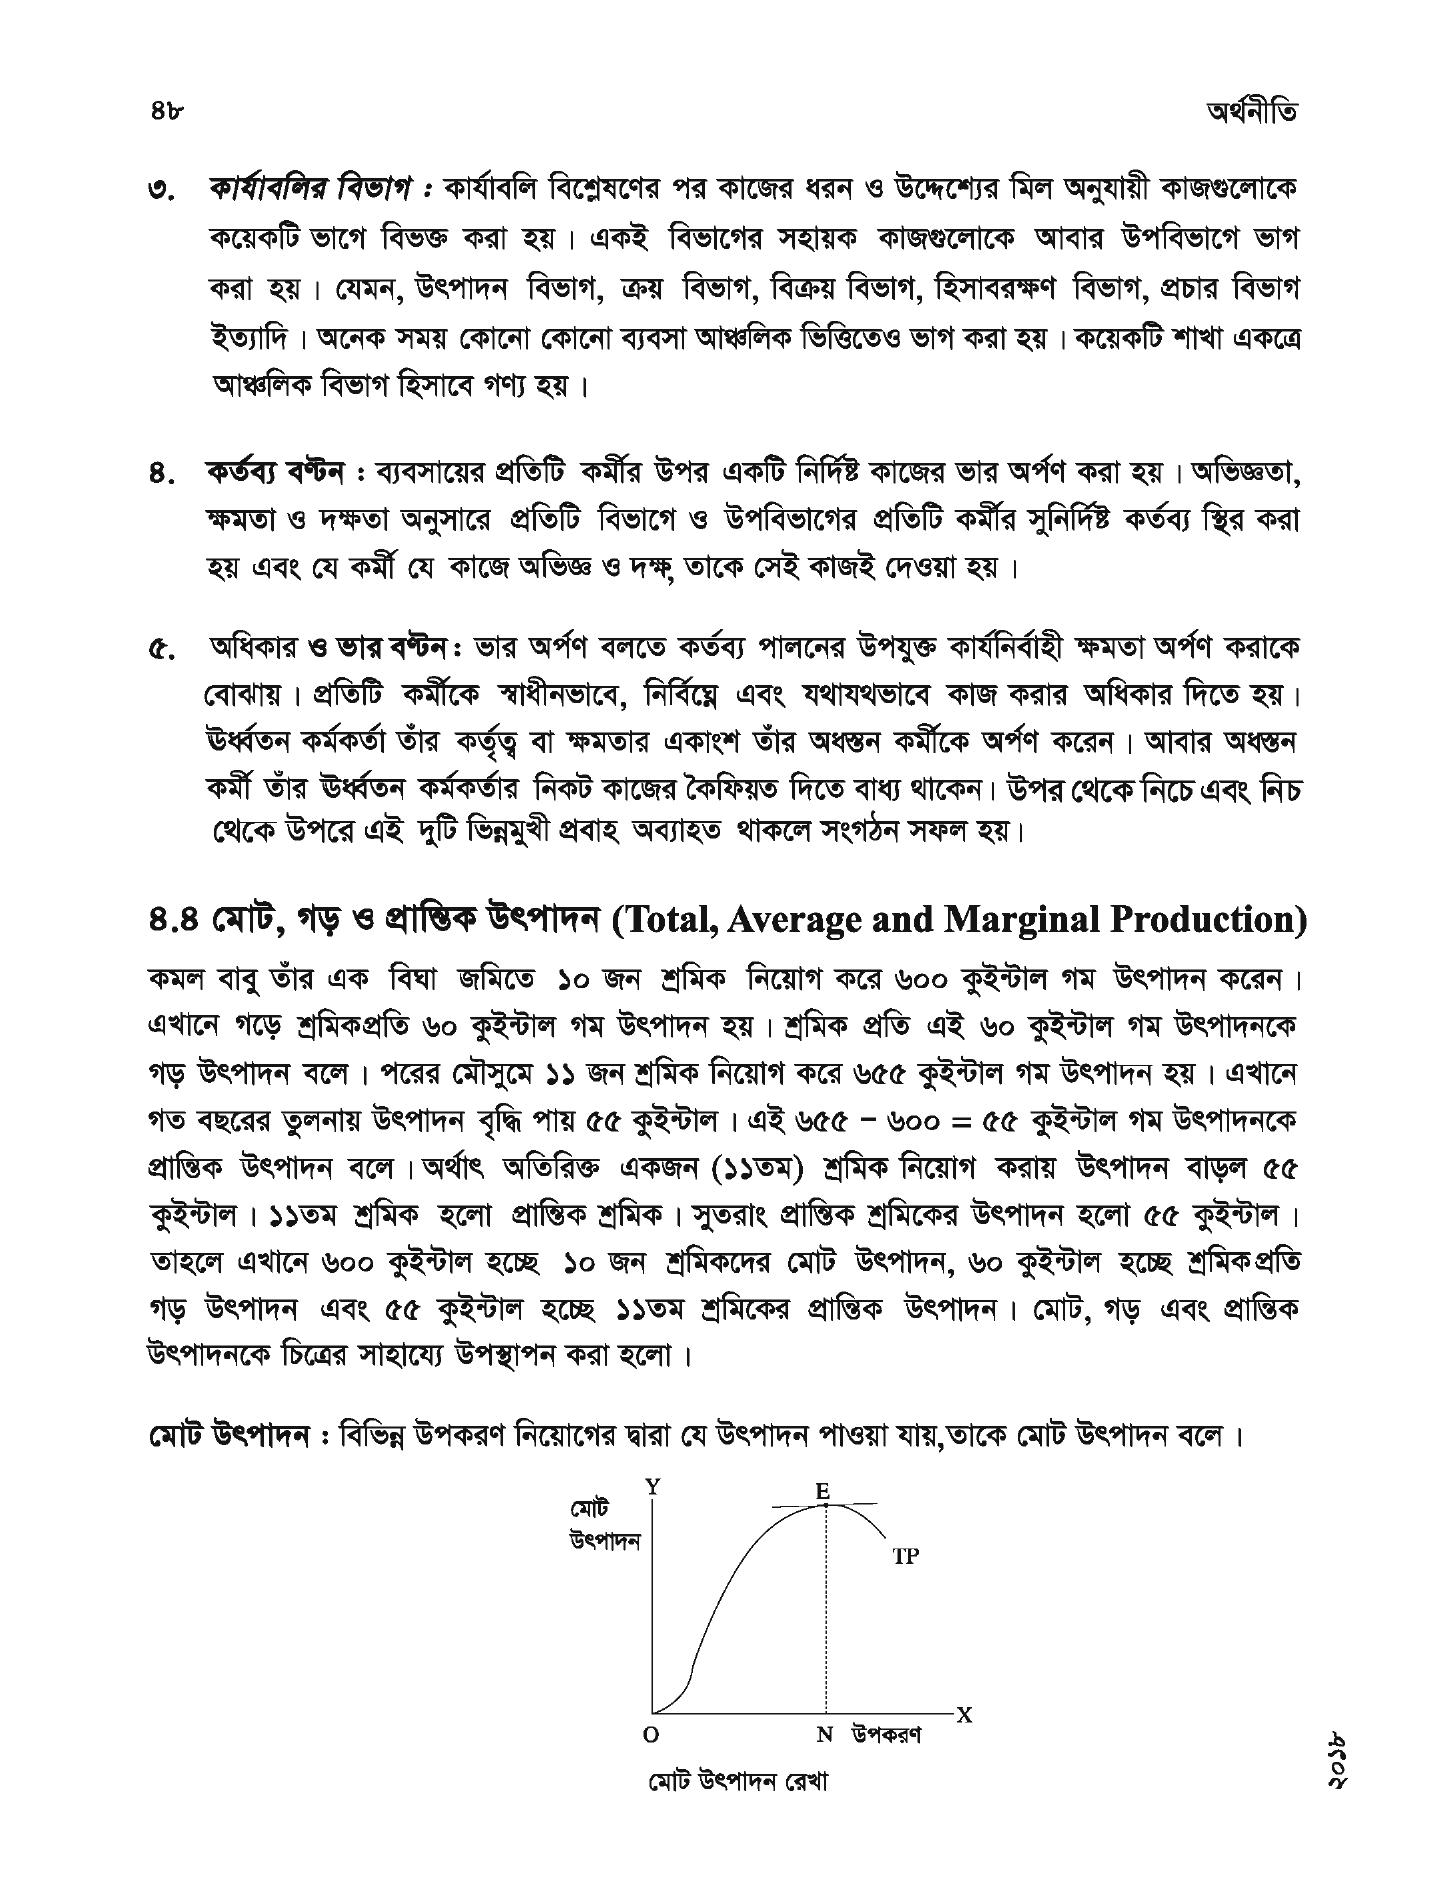 ৪৮ অর্থনীতি
৩. কার্যাবলির বিভাগ : কার্যাবলি বিশ্লেষণের পর কাজের ধরন ও উদ্দেশ্যের মিল অনুযায়ী কাজগুলোকে
কয়েকটি ভাগে বিভক্ত করা হয়। একই বিভাগের সহায়ক কাজগুলোকে আবার উপবিভাগে ভাগ
করা হয়। যেমন, উৎপাদন বিভাগ, ক্রয় বিভাগ, বিক্রয় বিভাগ, হিসাবরক্ষণ বিভাগ, প্রচার বিভাগ
ইত্যাদি। অনেক সময় কোনো কোনো ব্যবসা আঞ্চলিক ভিত্তিতেও ভাগ করা হয়। কয়েকটি শাখা একত্রে
আঞ্চলিক বিভাগ হিসাবে গণ্য হয়।
৪. কর্তব্য বণ্টন : ব্যবসায়ের প্রতিটি কর্মীর উপর একটি নির্দিষ্ট কাজের ভার অর্পণ করা হয়। অভিজ্ঞতা,
ক্ষমতা ও দক্ষতা অনুসারে প্রতিটি বিভাগে ও উপবিভাগের প্রতিটি কর্মীর সুনির্দিষ্ট কর্তব্য স্থির করা
হয় এবং যে কর্মী যে কাজে অভিজ্ঞ ও দক্ষ, তাকে সেই কাজই দেওয়া হয়।
৫. অধিকার ও ভার বণ্টন: ভার অর্পণ বলতে কর্তব্য পালনের উপযুক্ত কার্যনির্বাহী ক্ষমতা অর্পণ করাকে
বোঝায়। প্রতিটি কর্মীকে স্বাধীনভাবে, নির্বিঘ্নে এবং যথাযথভাবে কাজ করার অধিকার দিতে হয়।
ঊর্ধ্বতন কর্মকর্তা তাঁর কর্তৃত্ব বা ক্ষমতার একাংশ তাঁর অধস্তন কর্মীকে অর্পণ করেন। আবার অধস্তন
কর্মী তাঁর ঊর্ধ্বতন কর্মকর্তার নিকট কাজের কৈফিয়ত দিতে বাধ্য থাকেন। উপর থেকে নিচে এবং নিচ
থেকে উপরে এই দুটি ভিন্নমুখী প্রবাহ অব্যাহত থাকলে সংগঠন সফল হয়।
৪.৪ মোট, গড় ও প্রান্তিক উৎপাদন (Total, Average and Marginal Production)
কমল বাবু তাঁর এক বিঘা জমিতে ১০ জন শ্রমিক নিয়োগ করে ৬০০ কুইন্টাল গম উৎপাদন করেন।
এখানে গড়ে শ্রমিকপ্রতি ৬০ কুইন্টাল গম উৎপাদন হয়। শ্রমিক প্রতি এই ৬০ কুইন্টাল গম উৎপাদনকে
গড় উৎপাদন বলে। পরের মৌসুমে ১১ জন শ্রমিক নিয়োগ করে ৬৫৫ কুইন্টাল গম উৎপাদন হয়। এখানে
গত বছরের তুলনায় উৎপাদন বৃদ্ধি পায় ৫৫ কুইন্টাল। এই ৬৫৫ – ৬০০ = ৫৫ কুইন্টাল গম উৎপাদনকে
প্রান্তিক উৎপাদন বলে। অর্থাৎ অতিরিক্ত একজন (১১তম) শ্রমিক নিয়োগ করায় উৎপাদন বাড়ল ৫৫
কুইন্টাল। ১১তম শ্রমিক হলো প্রান্তিক শ্রমিক। সুতরাং প্রান্তিক শ্রমিকের উৎপাদন হলো ৫৫ কুইন্টাল।
তাহলে এখানে ৬০০ কুইন্টাল হচ্ছে ১০ জন শ্রমিকদের মোট উৎপাদন, ৬০ কুইন্টাল হচ্ছে শ্রমিকপ্রতি
গড় উৎপাদন এবং ৫৫ কুইন্টাল হচ্ছে ১১তম শ্রমিকের প্রান্তিক উৎপাদন। মোট, গড় এবং প্রান্তিক
উৎপাদনকে চিত্রের সাহায্যে উপস্থাপন করা হলো।
মোট উৎপাদন : বিভিন্ন উপকরণ নিয়োগের দ্বারা যে উৎপাদন পাওয়া যায়,তাকে মোট উৎপাদন বলে।
Y
E
মোট
উৎপাদন
TP
X
O N উপকরণ
মোট উৎপাদন রেখা
২০১৮